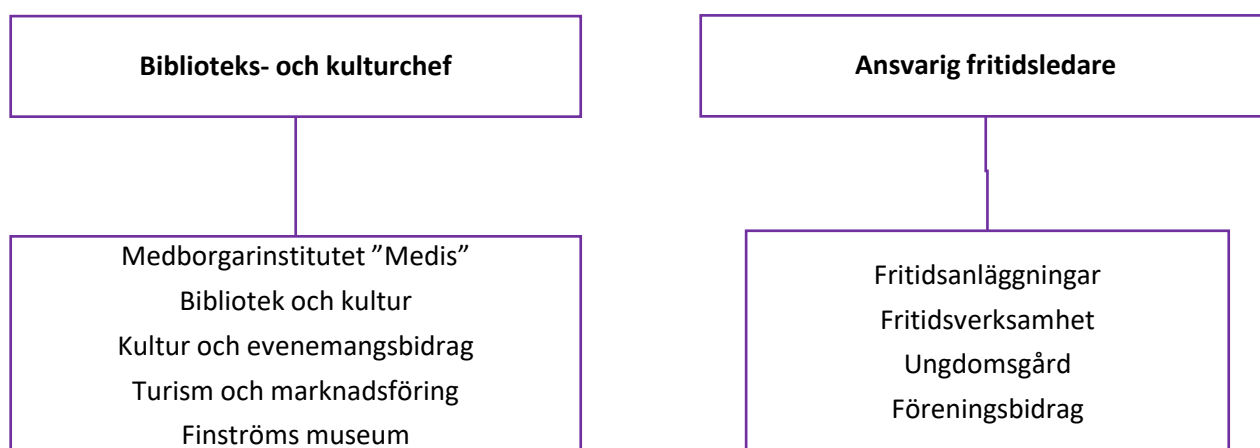 Biblioteks- och kulturchef
Medborgarinstitutet ”Medis”
Bibliotek och kultur
Kultur och evenemangsbidrag
Turism och marknadsföring
Finströms museum
Ansvarig fritidsledare
Fritidsanläggningar
Fritidsverksamhet
Ungdomsgård
Föreningsbidrag